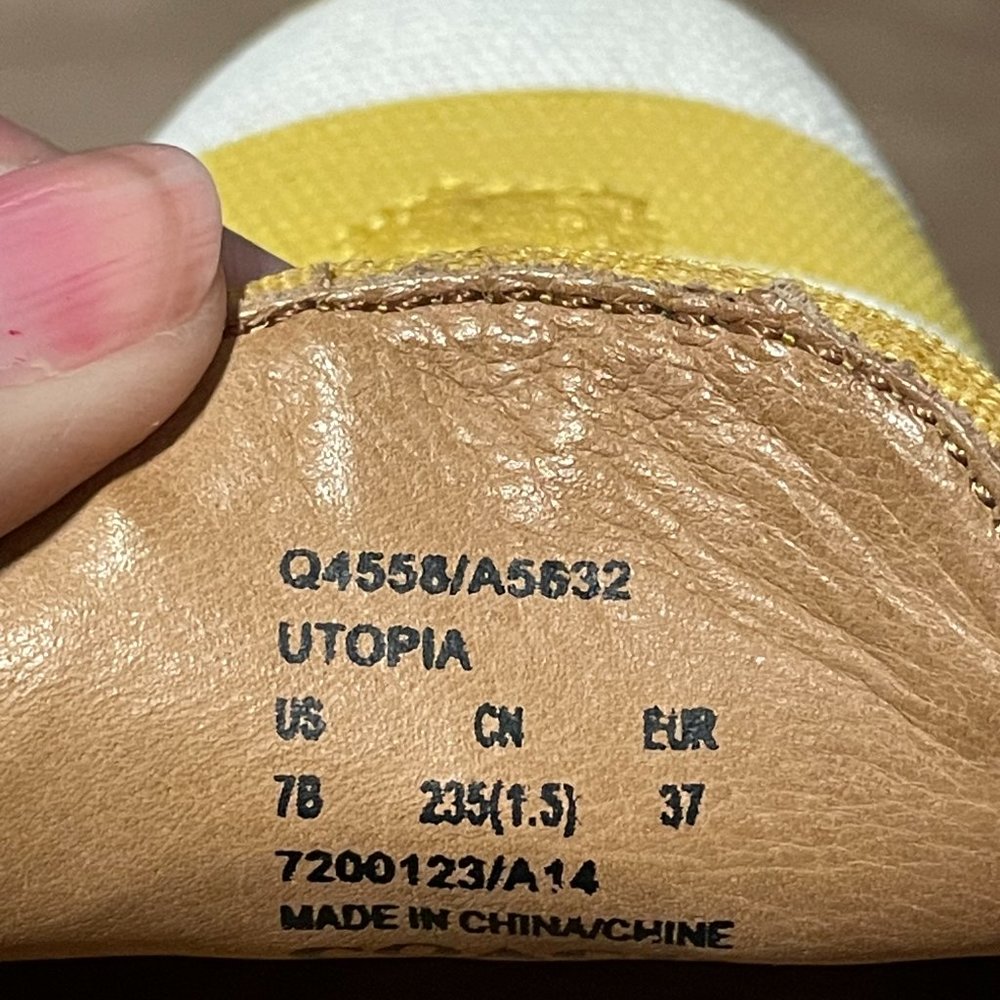 Q4558/A5632
UTOPIA
US CN EUR
7B 235(1.5) 37
7200123/A14
MADE IN CHINA/CHINE